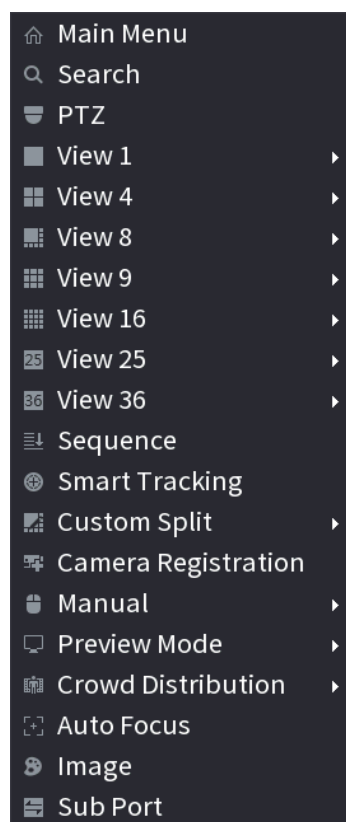 Main Menu
Search
PTZ
View 1
View 4
View 8
View 9
View 16
25 View 25
36 View 36
Sequence
Smart Tracking
Custom Split
Camera Registration
Manual
Preview Mode
Crowd Distribution
Auto Focus
Image
Sub Port